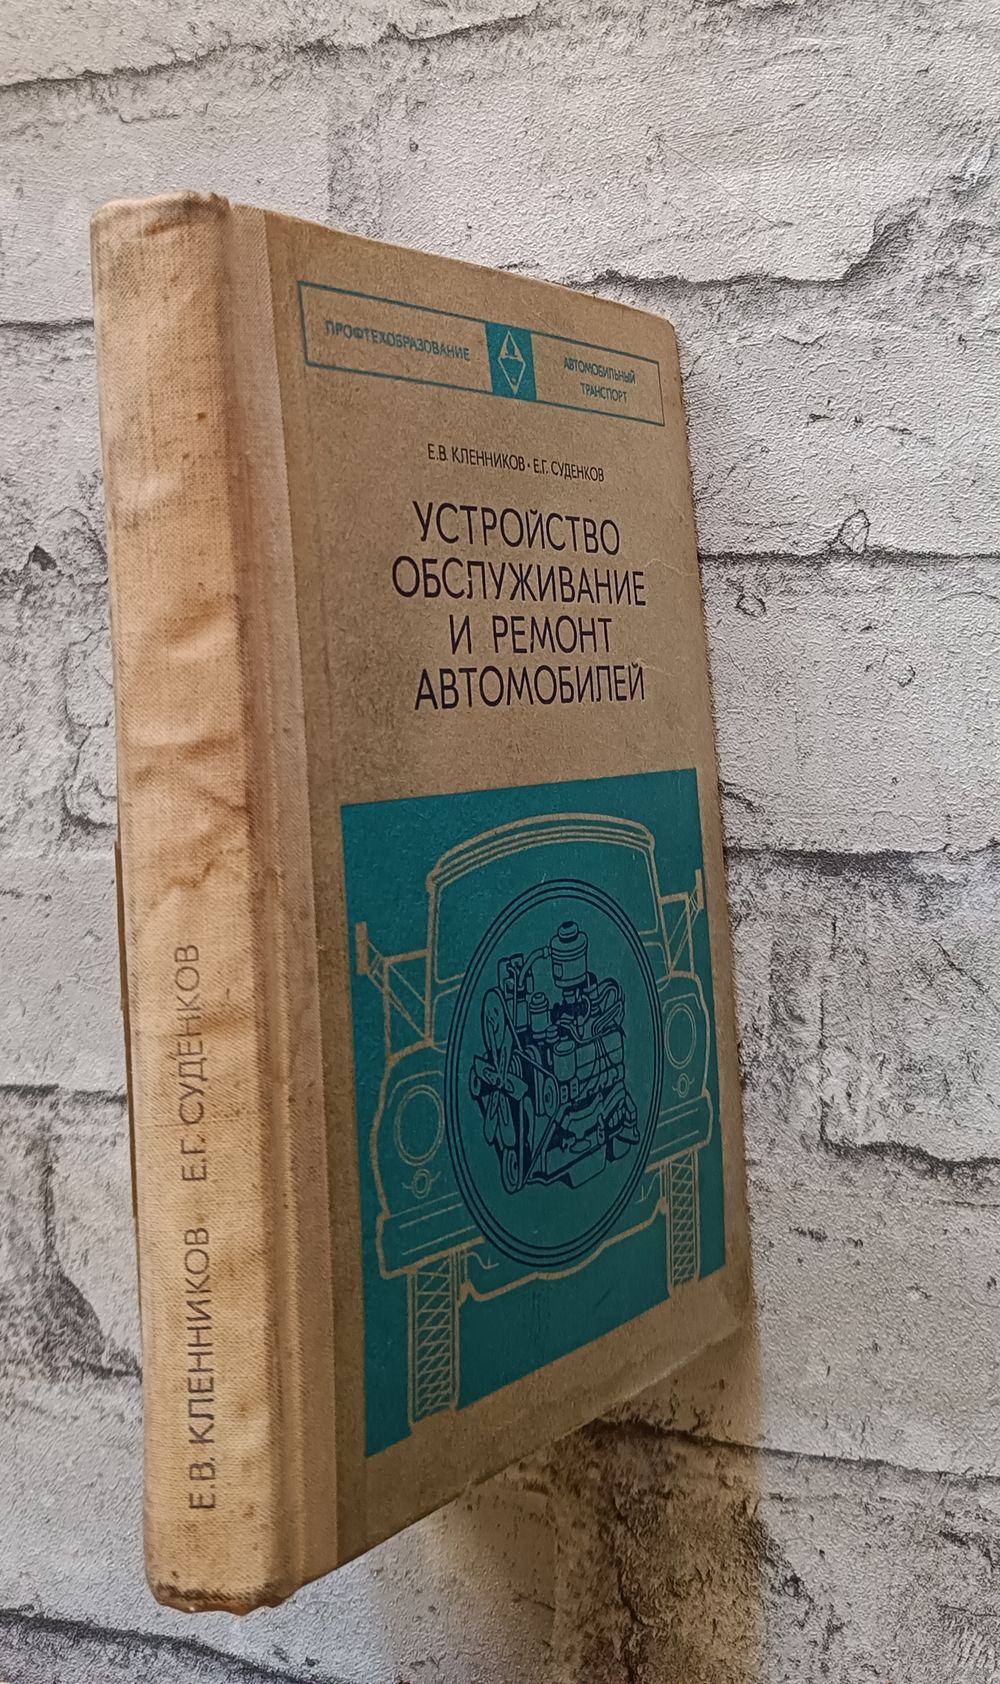 ПРОФТЕХОБРАЗОВАНИЕ
АВТОМОБИЛЬНЫЙ
ТРАНСПОРТ
Е.В. КЛЕННИКОВ • Е.Г. СУДЕНКОВ
УСТРОЙСТВО
ОБСЛУЖИВАНИЕ
И РЕМОНТ
АВТОМОБИЛЕЙ
Е.В. КЛЕННИКОВ Е.Г. СУДЕНКОВ